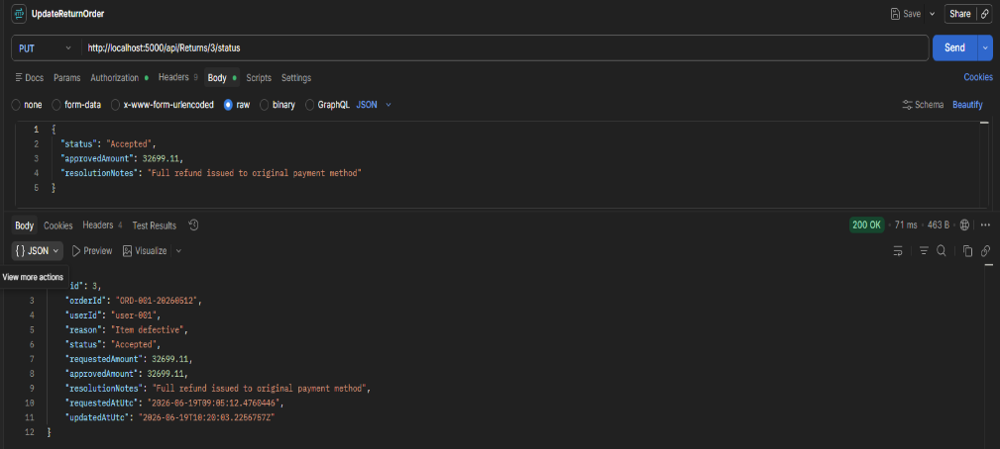 HTTP UpdateReturnOrder Save Share
PUT http://localhost:5000/api/Returns/3/status Send
Docs Params Authorization Headers 9 Body Scripts Settings Cookies
none form-data x-www-form-urlencoded raw binary GraphQL JSON Schema Beautify
1 {
2 "status": "Accepted",
3 "approvedAmount": 32699.11,
4 "resolutionNotes": "Full refund issued to original payment method"
5 }
Body Cookies Headers 4 Test Results 200 OK • 71 ms • 463 B
{} JSON Preview Visualize
View more actions
id": 3,
3 "orderId": "ORD-001-20260512",
4 "userId": "user-001",
5 "reason": "Item defective",
6 "status": "Accepted",
7 "requestedAmount": 32699.11,
8 "approvedAmount": 32699.11,
9 "resolutionNotes": "Full refund issued to original payment method",
10 "requestedAtUtc": "2026-06-19T09:05:12.4760446",
11 "updatedAtUtc": "2026-06-19T10:20:03.2256757Z"
12 }